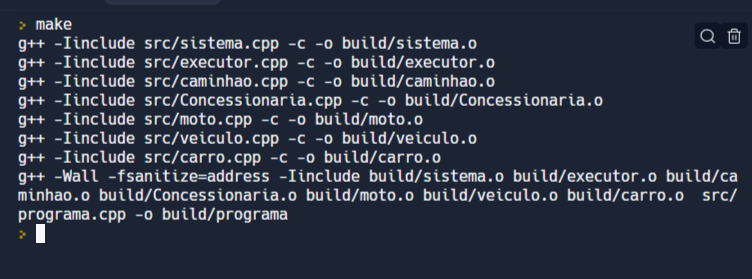 > make
g++ -Iinclude src/sistema.cpp -c -o build/sistema.o
g++ -Iinclude src/executor.cpp -c -o build/executor.o
g++ -Iinclude src/caminhao.cpp -c -o build/caminhao.o
g++ -Iinclude src/Concessionaria.cpp -c -o build/Concessionaria.o
g++ -Iinclude src/moto.cpp -c -o build/moto.o
g++ -Iinclude src/veiculo.cpp -c -o build/veiculo.o
g++ -Iinclude src/carro.cpp -c -o build/carro.o
g++ -Wall -fsanitize=address -Iinclude build/sistema.o build/executor.o build/ca
minhao.o build/Concessionaria.o build/moto.o build/veiculo.o build/carro.o  src/
programa.cpp -o build/programa
>